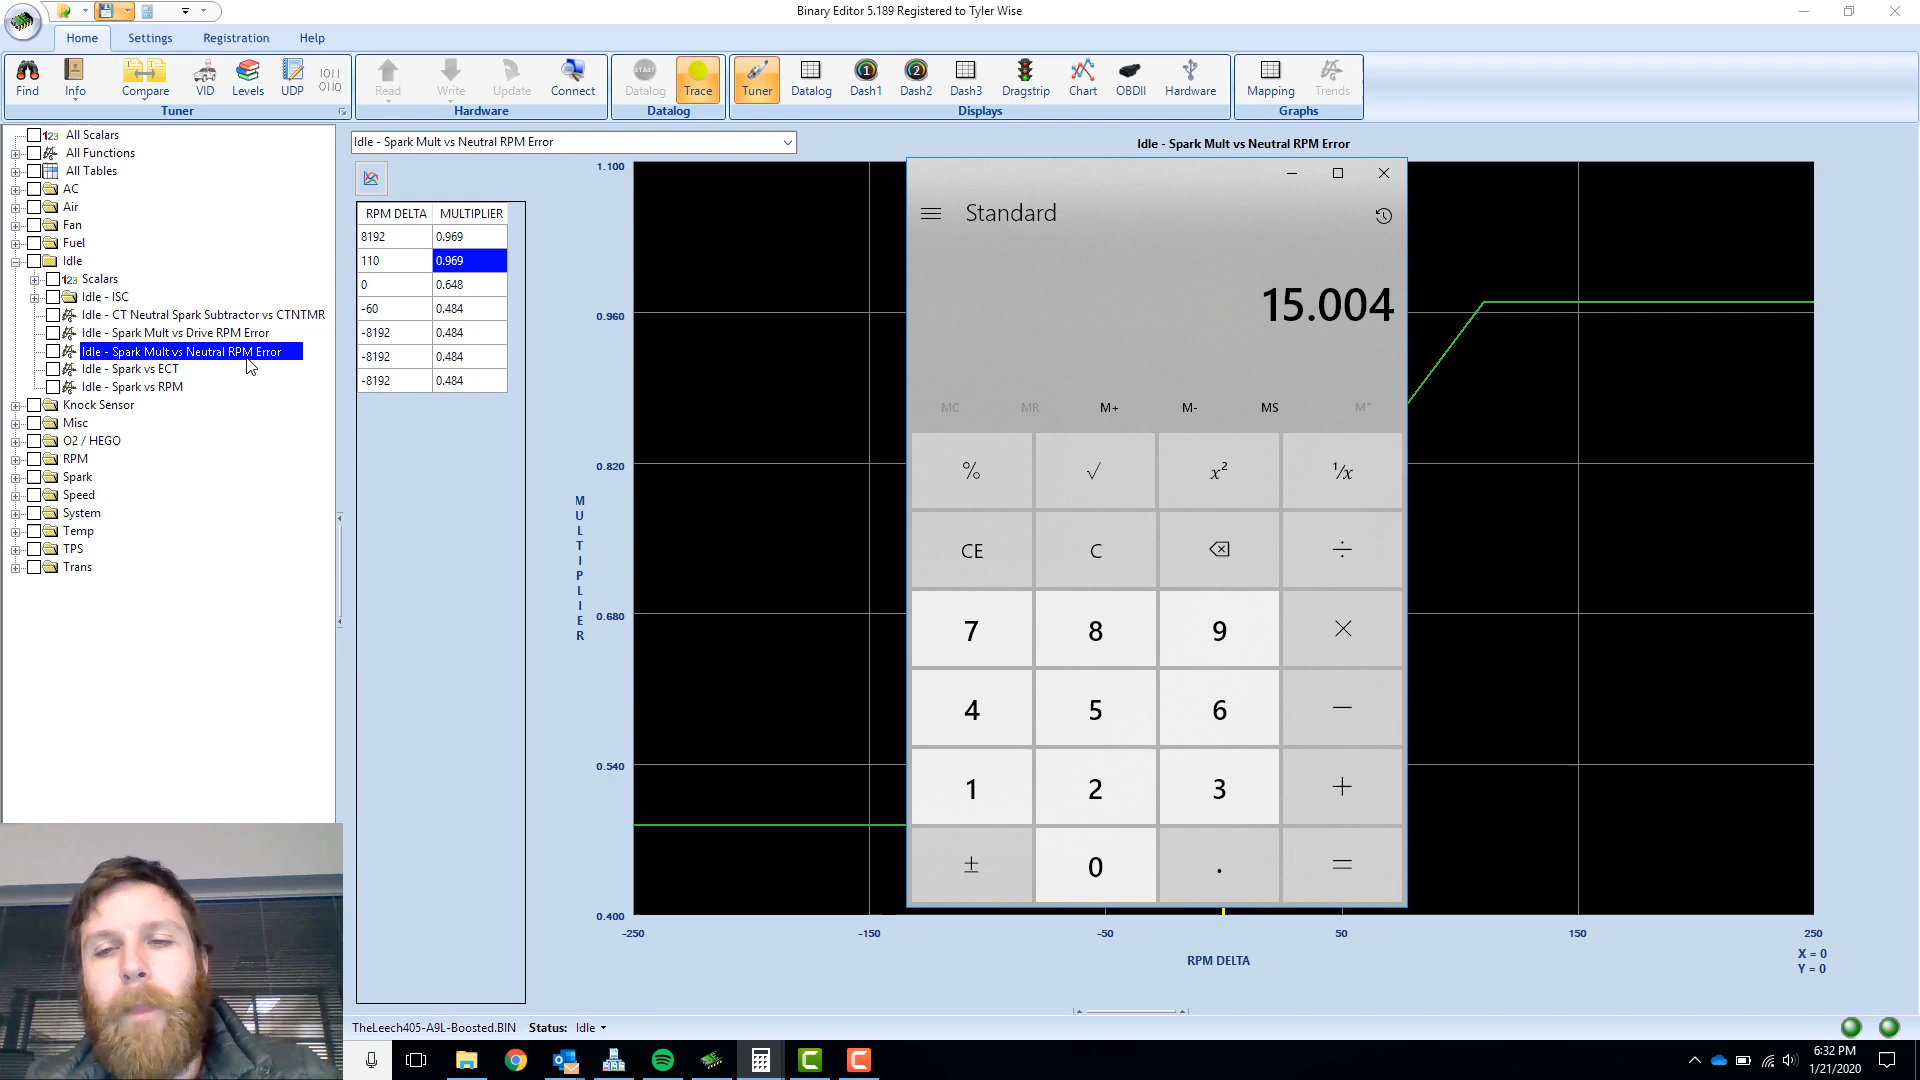 Binary Editor 5.189 Registered to Tyler Wise
Home Settings Registration Help
Find Info Compare VID Levels UDP 1011 0110
Read Write Update Connect
START Datalog Trace
Tuner Datalog 1 Dash1 2 Dash2 Dash3 Dragstrip Chart OBDII Hardware
Mapping Trends
Tuner Hardware Datalog Displays Graphs
123 All Scalars
All Functions
All Tables
AC
Air
Fan
Fuel
Idle
123 Scalars
Idle - ISC
Idle - CT Neutral Spark Subtractor vs CTNTMR
Idle - Spark Mult vs Drive RPM Error
Idle - Spark Mult vs Neutral RPM Error
Idle - Spark vs ECT
Idle - Spark vs RPM
Knock Sensor
Misc
O2 / HEGO
RPM
Spark
Speed
System
Temp
TPS
Trans
Idle - Spark Mult vs Neutral RPM Error
RPM DELTA MULTIPLIER
8192 0.969
110 0.969
0 0.648
-60 0.484
-8192 0.484
-8192 0.484
-8192 0.484
Idle - Spark Mult vs Neutral RPM Error
MULTIPLIER
1.100
0.960
0.820
0.680
0.540
0.400
-250 -150 -50 50 150 250
RPM DELTA
X = 0
Y = 0
Standard
15.004
MC MR M+ M- MS M˅
% √ x² ¹/x
CE C ÷
7 8 9 ×
4 5 6 −
1 2 3 +
± 0 . =
TheLeech405-A9L-Boosted.BIN Status: Idle
6:32 PM
1/21/2020